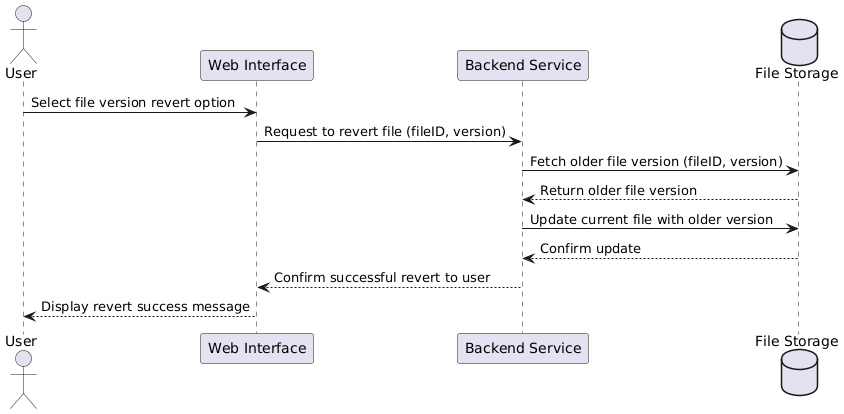 User
Web Interface
Backend Service
File Storage
Select file version revert option
Request to revert file (fileID, version)
Fetch older file version (fileID, version)
Return older file version
Update current file with older version
Confirm update
Confirm successful revert to user
Display revert success message
User
Web Interface
Backend Service
File Storage